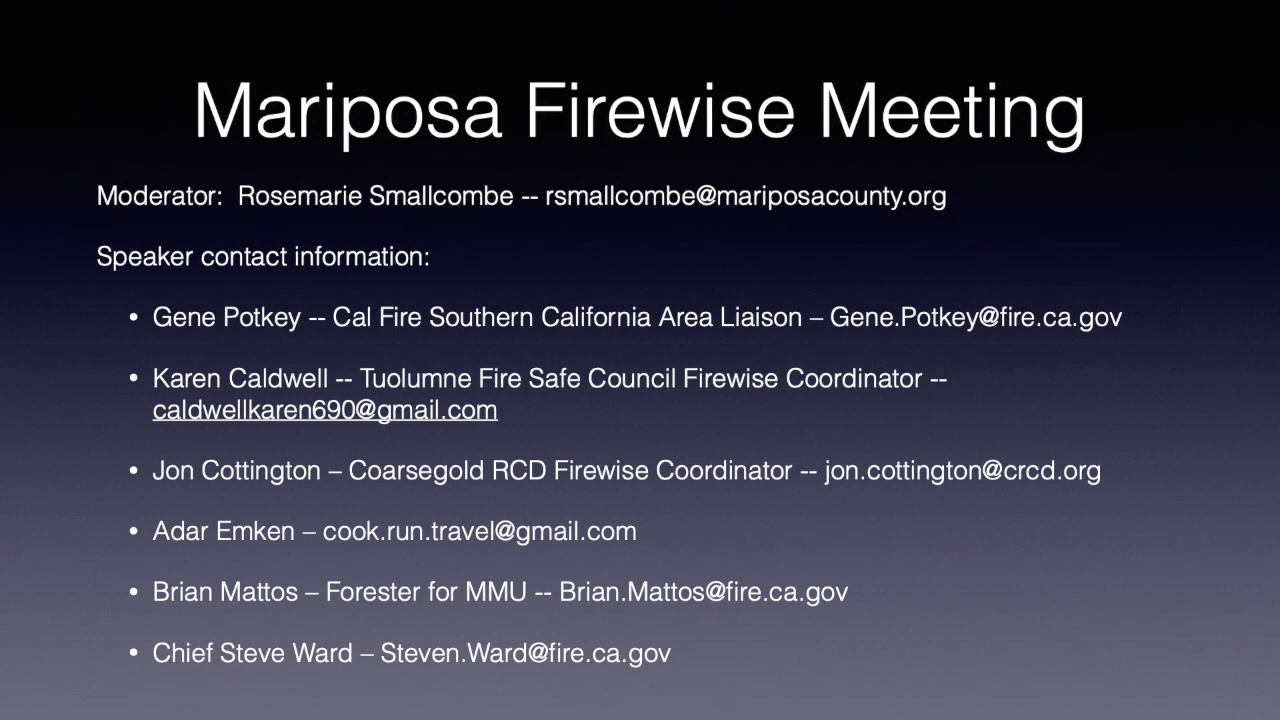 Mariposa Firewise Meeting
Moderator:  Rosemarie Smallcombe -- rsmallcombe@mariposacounty.org
Speaker contact information:
• Gene Potkey -- Cal Fire Southern California Area Liaison – Gene.Potkey@fire.ca.gov
• Karen Caldwell -- Tuolumne Fire Safe Council Firewise Coordinator --
caldwellkaren690@gmail.com
• Jon Cottington – Coarsegold RCD Firewise Coordinator -- jon.cottington@crcd.org
• Adar Emken – cook.run.travel@gmail.com
• Brian Mattos – Forester for MMU -- Brian.Mattos@fire.ca.gov
• Chief Steve Ward – Steven.Ward@fire.ca.gov